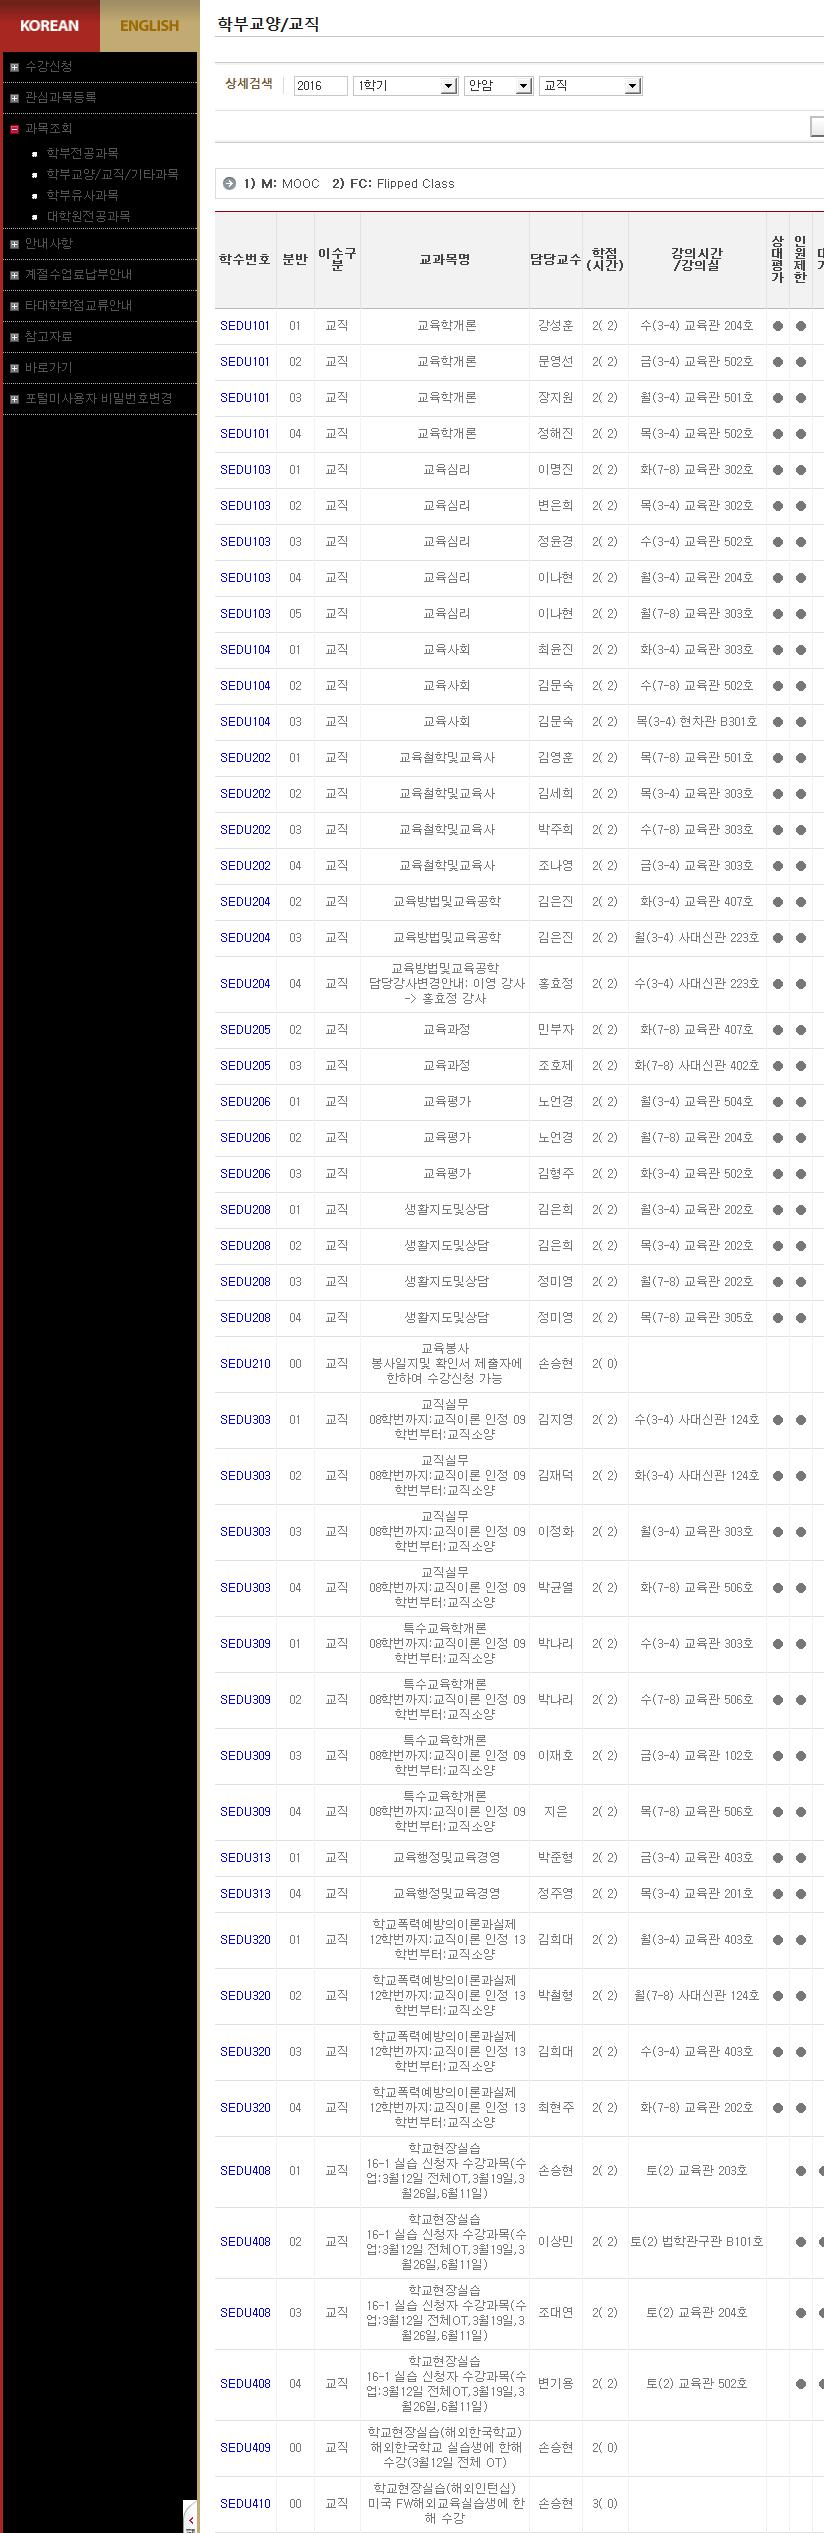 KOREAN ENGLISH
수강신청
관심과목등록
과목조회
학부전공과목
학부교양/교직/기타과목
학부유사과목
대학원전공과목
안내사항
계절수업료납부안내
타대학학점교류안내
참고자료
바로가기
포털미사용자 비밀번호변경
학부교양/교직
상세검색 2016 1학기 안암 교직
1) M: MOOC 2) FC: Flipped Class
학수번호 분반 이수구분 교과목명 담당교수 학점(시간) 강의시간/강의실 상대평가 인원제한
SEDU101 01 교직 교육학개론 강성훈 2( 2) 수(3-4) 교육관 204호 ● ●
SEDU101 02 교직 교육학개론 문영선 2( 2) 금(3-4) 교육관 502호 ● ●
SEDU101 03 교직 교육학개론 장지원 2( 2) 월(3-4) 교육관 501호 ● ●
SEDU101 04 교직 교육학개론 정해진 2( 2) 목(3-4) 교육관 502호 ● ●
SEDU103 01 교직 교육심리 이명진 2( 2) 화(7-8) 교육관 302호 ● ●
SEDU103 02 교직 교육심리 변은희 2( 2) 목(3-4) 교육관 302호 ● ●
SEDU103 03 교직 교육심리 정윤경 2( 2) 수(3-4) 교육관 502호 ● ●
SEDU103 04 교직 교육심리 이나현 2( 2) 월(3-4) 교육관 204호 ● ●
SEDU103 05 교직 교육심리 이나현 2( 2) 월(7-8) 교육관 303호 ● ●
SEDU104 01 교직 교육사회 최윤진 2( 2) 화(3-4) 교육관 303호 ● ●
SEDU104 02 교직 교육사회 김문숙 2( 2) 수(7-8) 교육관 502호 ● ●
SEDU104 03 교직 교육사회 김문숙 2( 2) 목(3-4) 현차관 B301호 ● ●
SEDU202 01 교직 교육철학및교육사 김영훈 2( 2) 목(7-8) 교육관 501호 ● ●
SEDU202 02 교직 교육철학및교육사 김세희 2( 2) 목(3-4) 교육관 303호 ● ●
SEDU202 03 교직 교육철학및교육사 박주희 2( 2) 수(7-8) 교육관 303호 ● ●
SEDU202 04 교직 교육철학및교육사 조나영 2( 2) 금(3-4) 교육관 303호 ● ●
SEDU204 02 교직 교육방법및교육공학 김은진 2( 2) 화(3-4) 교육관 407호 ● ●
SEDU204 03 교직 교육방법및교육공학 김은진 2( 2) 월(3-4) 사대신관 223호 ● ●
교육방법및교육공학
SEDU204 04 교직 담당강사변경안내: 이영 강사 홍효정 2( 2) 수(3-4) 사대신관 223호 ● ●
-> 홍효정 강사
SEDU205 02 교직 교육과정 민부자 2( 2) 화(7-8) 교육관 407호 ● ●
SEDU205 03 교직 교육과정 조호제 2( 2) 화(7-8) 사대신관 402호 ● ●
SEDU206 01 교직 교육평가 노언경 2( 2) 월(3-4) 교육관 504호 ● ●
SEDU206 02 교직 교육평가 노언경 2( 2) 월(7-8) 교육관 204호 ● ●
SEDU206 03 교직 교육평가 김형주 2( 2) 화(3-4) 교육관 502호 ● ●
SEDU208 01 교직 생활지도및상담 김은희 2( 2) 월(3-4) 교육관 202호 ● ●
SEDU208 02 교직 생활지도및상담 김은희 2( 2) 목(3-4) 교육관 202호 ● ●
SEDU208 03 교직 생활지도및상담 정미영 2( 2) 월(7-8) 교육관 202호 ● ●
SEDU208 04 교직 생활지도및상담 정미영 2( 2) 목(7-8) 교육관 305호 ● ●
교육봉사
SEDU210 00 교직 봉사일지및 확인서 제출자에 손승현 2( 0)
한하여 수강신청 가능
교직실무
SEDU303 01 교직 08학번까지:교직이론 인정 09 김지영 2( 2) 수(3-4) 사대신관 124호 ● ●
학번부터:교직소양
교직실무
SEDU303 02 교직 08학번까지:교직이론 인정 09 김재덕 2( 2) 화(3-4) 사대신관 124호 ● ●
학번부터:교직소양
교직실무
SEDU303 03 교직 08학번까지:교직이론 인정 09 이정화 2( 2) 월(3-4) 교육관 303호 ● ●
학번부터:교직소양
교직실무
SEDU303 04 교직 08학번까지:교직이론 인정 09 박균열 2( 2) 화(7-8) 교육관 506호 ● ●
학번부터:교직소양
특수교육학개론
SEDU309 01 교직 08학번까지:교직이론 인정 09 박나리 2( 2) 수(3-4) 교육관 303호 ● ●
학번부터:교직소양
특수교육학개론
SEDU309 02 교직 08학번까지:교직이론 인정 09 박나리 2( 2) 수(7-8) 교육관 506호 ● ●
학번부터:교직소양
특수교육학개론
SEDU309 03 교직 08학번까지:교직이론 인정 09 이재호 2( 2) 금(3-4) 교육관 102호 ● ●
학번부터:교직소양
특수교육학개론
SEDU309 04 교직 08학번까지:교직이론 인정 09 지은 2( 2) 목(7-8) 교육관 506호 ● ●
학번부터:교직소양
SEDU313 01 교직 교육행정및교육경영 박준형 2( 2) 금(3-4) 교육관 403호 ● ●
SEDU313 04 교직 교육행정및교육경영 정주영 2( 2) 목(3-4) 교육관 201호 ● ●
학교폭력예방의이론과실제
SEDU320 01 교직 12학번까지:교직이론 인정 13 김희대 2( 2) 월(3-4) 교육관 403호 ● ●
학번부터:교직소양
학교폭력예방의이론과실제
SEDU320 02 교직 12학번까지:교직이론 인정 13 박철형 2( 2) 월(7-8) 사대신관 124호 ● ●
학번부터:교직소양
학교폭력예방의이론과실제
SEDU320 03 교직 12학번까지:교직이론 인정 13 김희대 2( 2) 수(3-4) 교육관 403호 ● ●
학번부터:교직소양
학교폭력예방의이론과실제
SEDU320 04 교직 12학번까지:교직이론 인정 13 최현주 2( 2) 화(7-8) 교육관 202호 ● ●
학번부터:교직소양
학교현장실습
16-1 실습 신청자 수강과목(수
SEDU408 01 교직 업:3월12일 전체OT,3월19일,3 손승현 2( 2) 토(2) 교육관 203호 ●
월26일,6월11일)
학교현장실습
16-1 실습 신청자 수강과목(수
SEDU408 02 교직 업:3월12일 전체OT,3월19일,3 이상민 2( 2) 토(2) 법학관구관 B101호 ●
월26일,6월11일)
학교현장실습
16-1 실습 신청자 수강과목(수
SEDU408 03 교직 업:3월12일 전체OT,3월19일,3 조대연 2( 2) 토(2) 교육관 204호 ●
월26일,6월11일)
학교현장실습
16-1 실습 신청자 수강과목(수
SEDU408 04 교직 업:3월12일 전체OT,3월19일,3 변기용 2( 2) 토(2) 교육관 502호 ●
월26일,6월11일)
학교현장실습(해외한국학교)
SEDU409 00 교직 해외한국학교 실습생에 한해 손승현 2( 0)
수강(3월12일 전체 OT)
학교현장실습(해외인턴십)
SEDU410 00 교직 미국 FW해외교육실습생에 한 손승현 3( 0)
해 수강